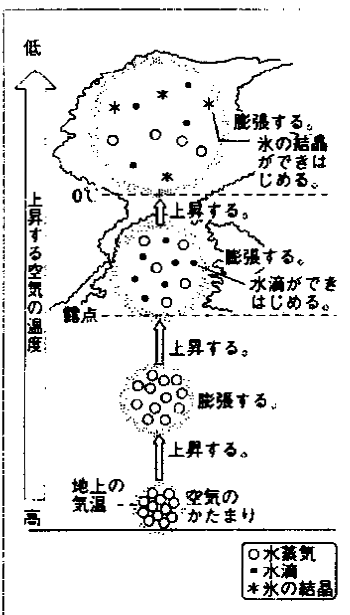 低
膨張する。
氷の結晶
ができは
じめる。
0℃
上昇する。
膨張する。
水滴ができ
はじめる。
露点
上昇する空気の温度
上昇する。
膨張する。
上昇する。
地上の
気温
空気の
かたまり
高
○水蒸気
▪水滴
*氷の結晶